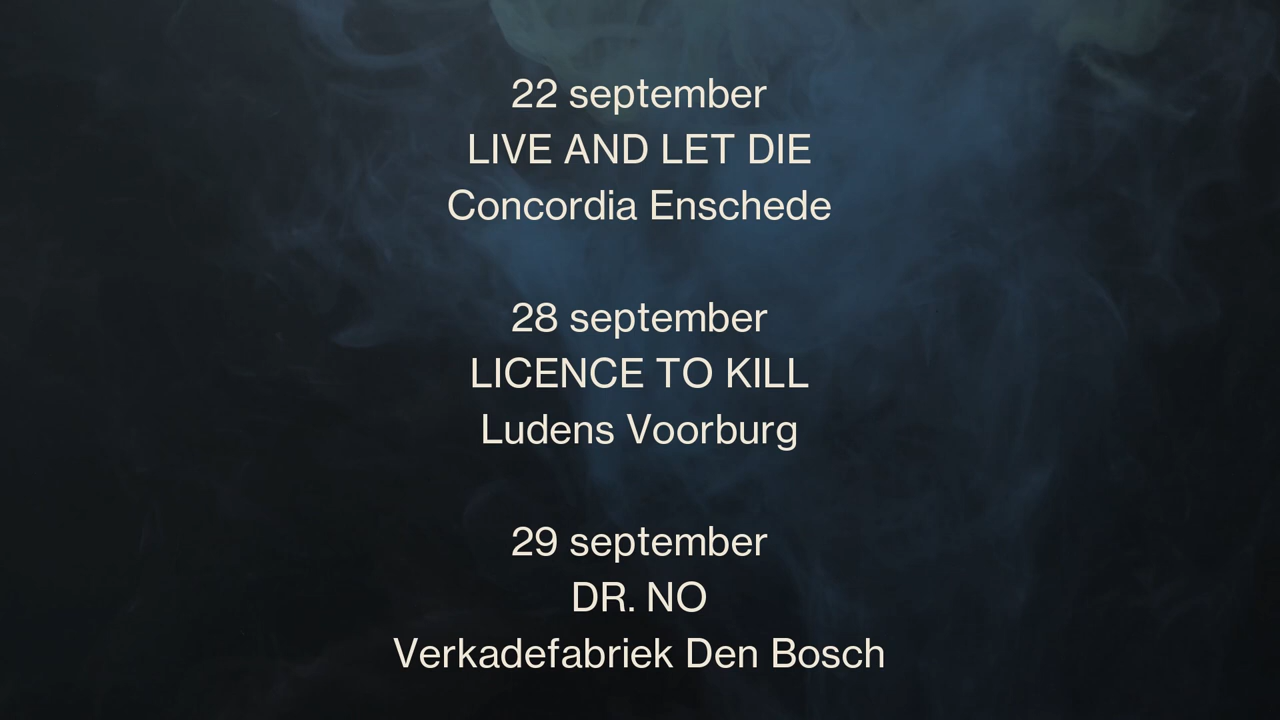 22 september
LIVE AND LET DIE
Concordia Enschede
28 september
LICENCE TO KILL
Ludens Voorburg
29 september
DR. NO
Verkadefabriek Den Bosch